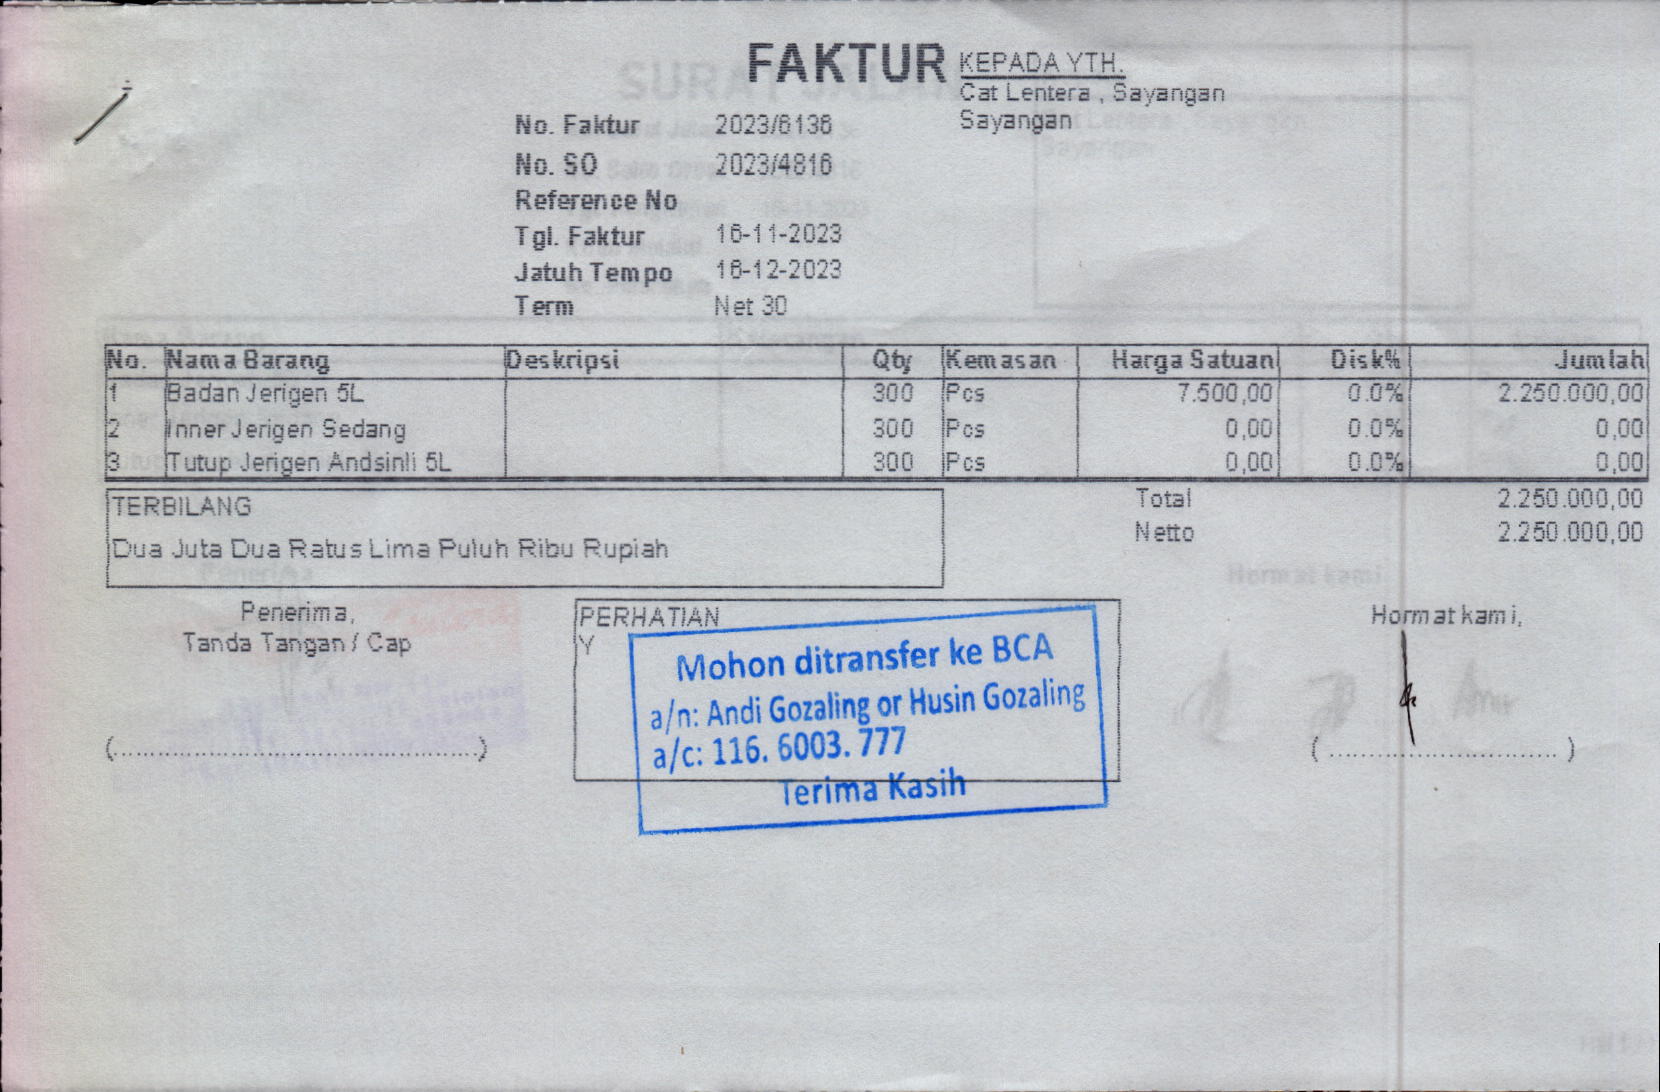 FAKTUR
KEPADA YTH.
Cat Lentera , Sayangan
Sayangan
No. Faktur 2023/6136
No. SO 2023/4816
Reference No
Tgl. Faktur 16-11-2023
Jatuh Tempo 16-12-2023
Term Net 30
No. Nama Barang Deskripsi Qty Kemasan Harga Satuan Disk% Jumlah
1 Badan Jerigen 5L 300 Pcs 7.500,00 0.0% 2.250.000,00
2 Inner Jerigen Sedang 300 Pcs 0,00 0.0% 0,00
3 Tutup Jerigen Andsinli 5L 300 Pcs 0,00 0.0% 0,00
TERBILANG
Dua Juta Dua Ratus Lima Puluh Ribu Rupiah
Total 2.250.000,00
Netto 2.250.000,00
Penerima,
Tanda Tangan / Cap
(....................................................)
PERHATIAN
Y
Mohon ditransfer ke BCA
a/n: Andi Gozaling or Husin Gozaling
a/c: 116. 6003. 777
Terima Kasih
Hormat kami,
( ................................ )